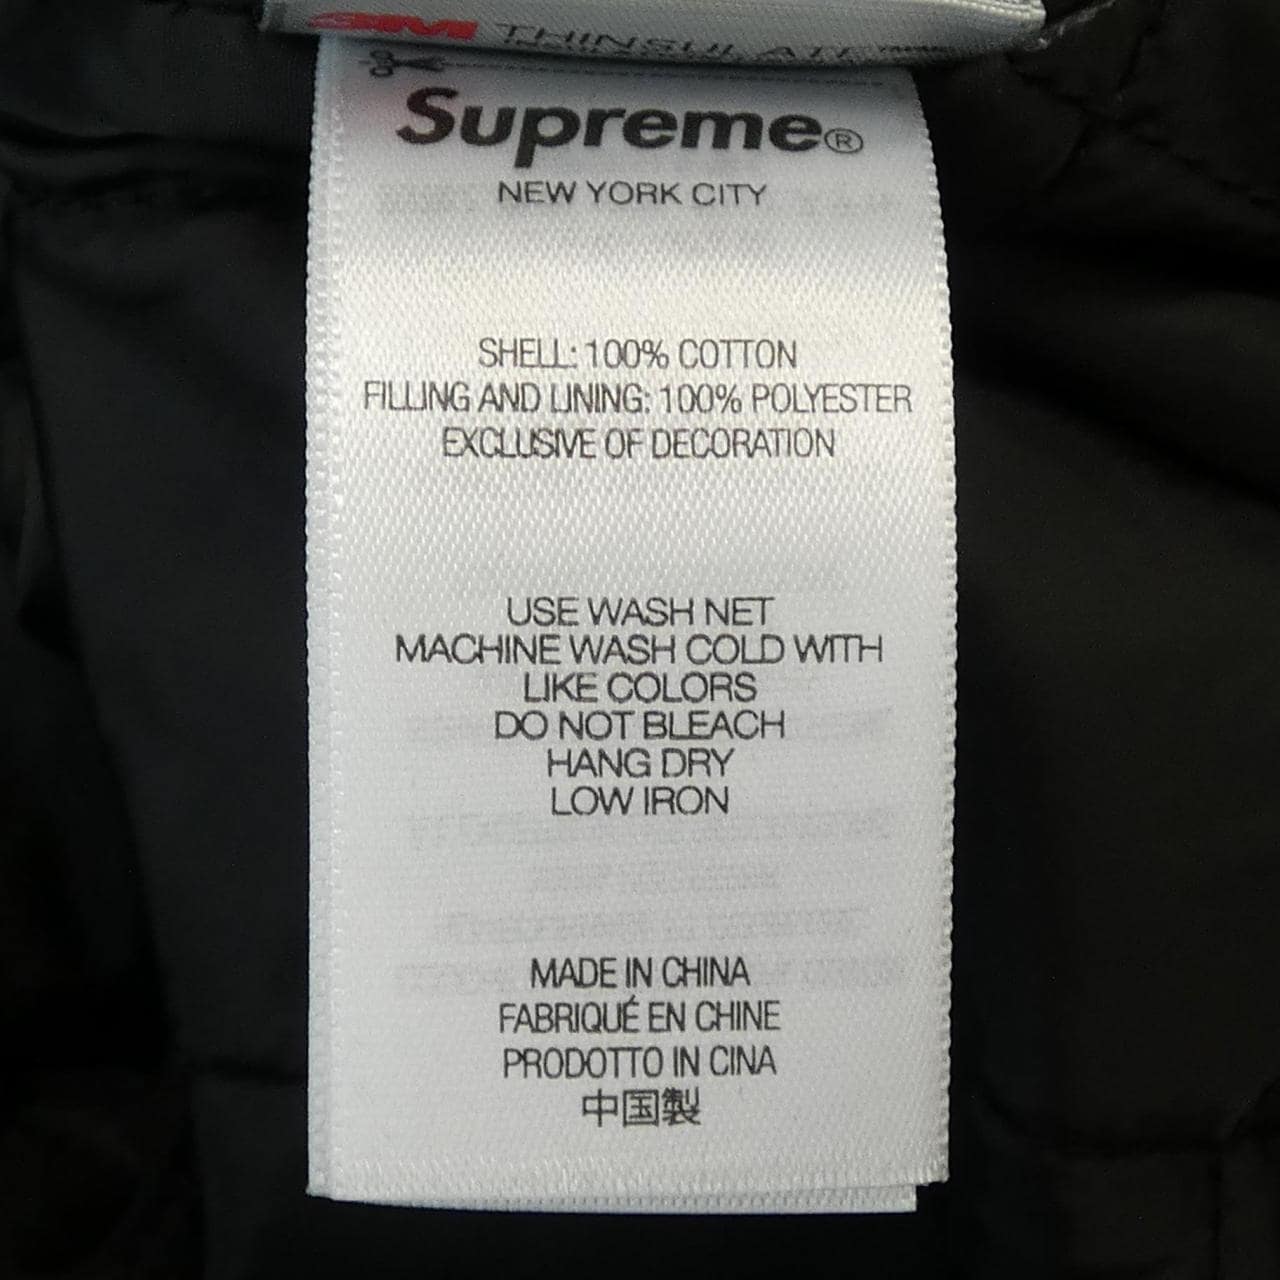 3M THINSULATE
Supreme®
NEW YORK CITY
SHELL: 100% COTTON
FILLING AND LINING: 100% POLYESTER
EXCLUSIVE OF DECORATION
USE WASH NET
MACHINE WASH COLD WITH
LIKE COLORS
DO NOT BLEACH
HANG DRY
LOW IRON
MADE IN CHINA
FABRIQUÉ EN CHINE
PRODOTTO IN CINA
中国製